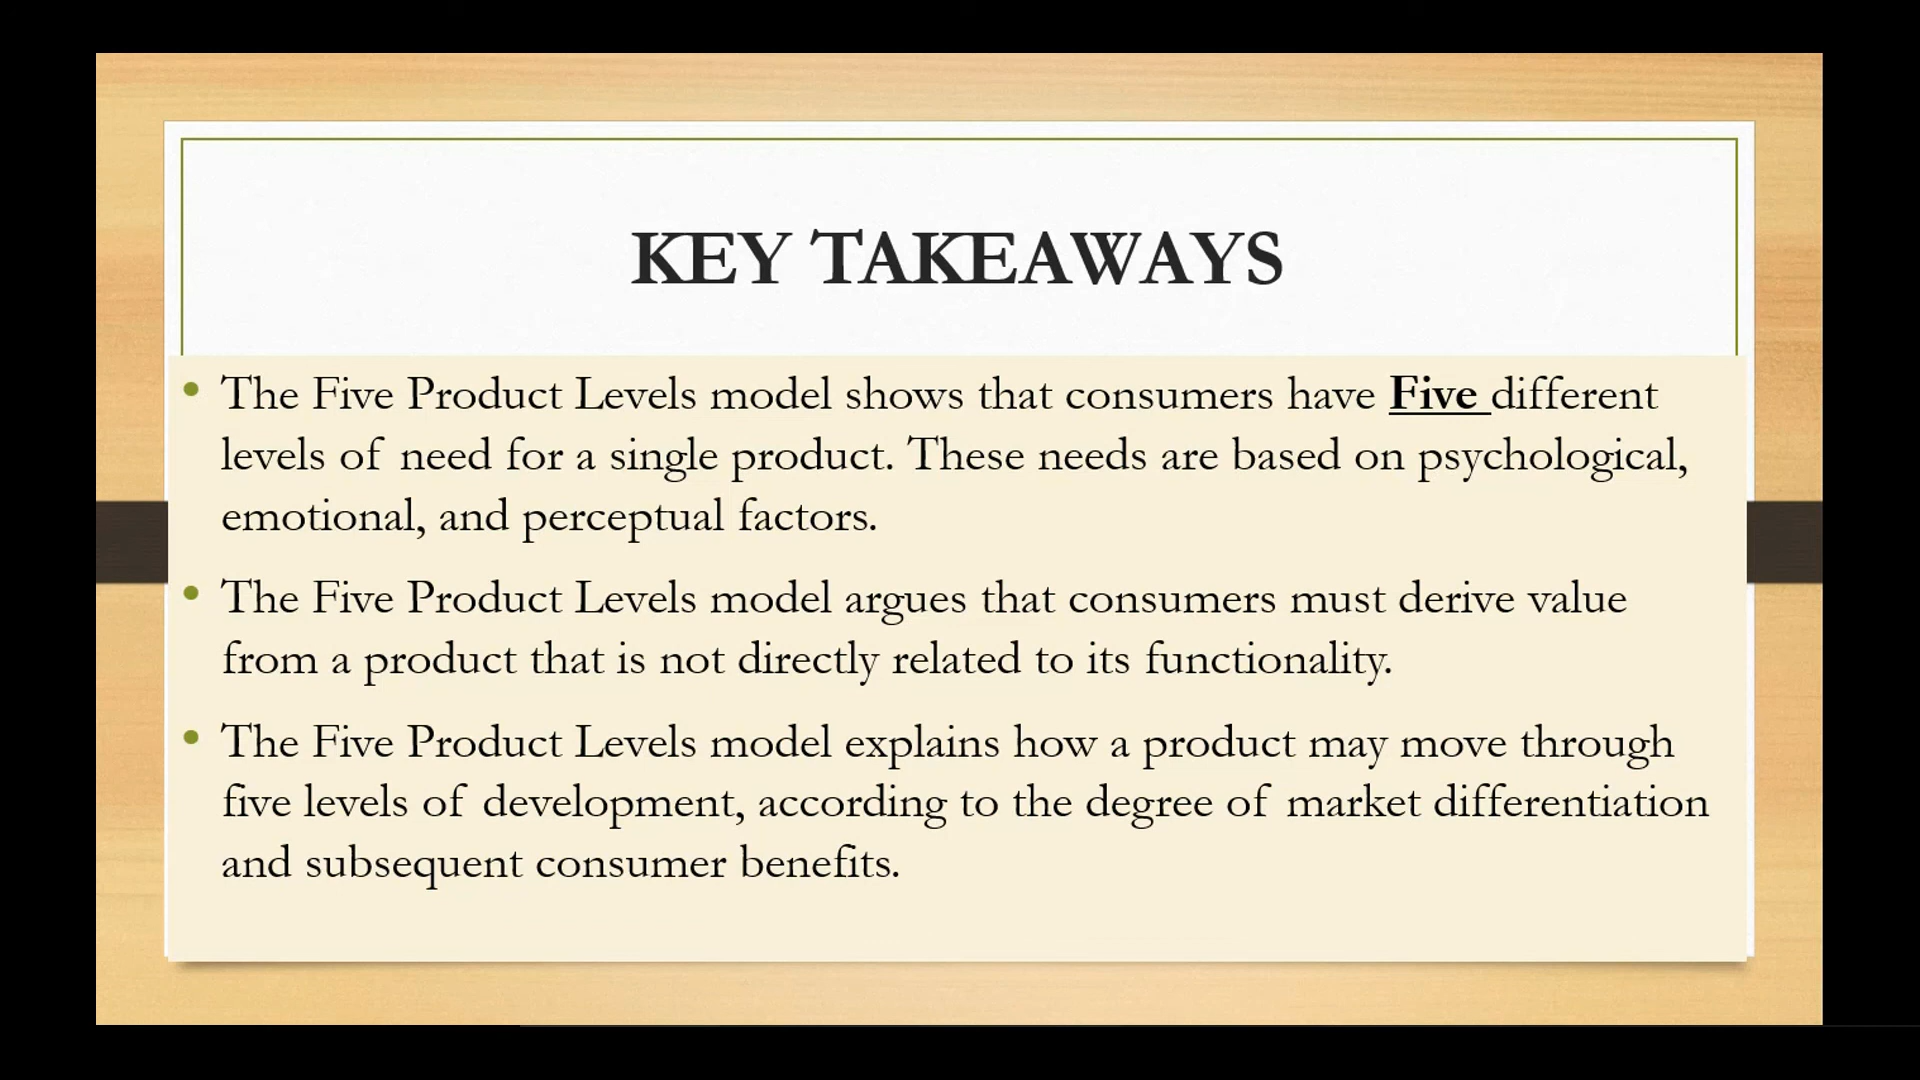 KEY TAKEAWAYS
• The Five Product Levels model shows that consumers have Five different
levels of need for a single product. These needs are based on psychological,
emotional, and perceptual factors.
• The Five Product Levels model argues that consumers must derive value
from a product that is not directly related to its functionality.
• The Five Product Levels model explains how a product may move through
five levels of development, according to the degree of market differentiation
and subsequent consumer benefits.